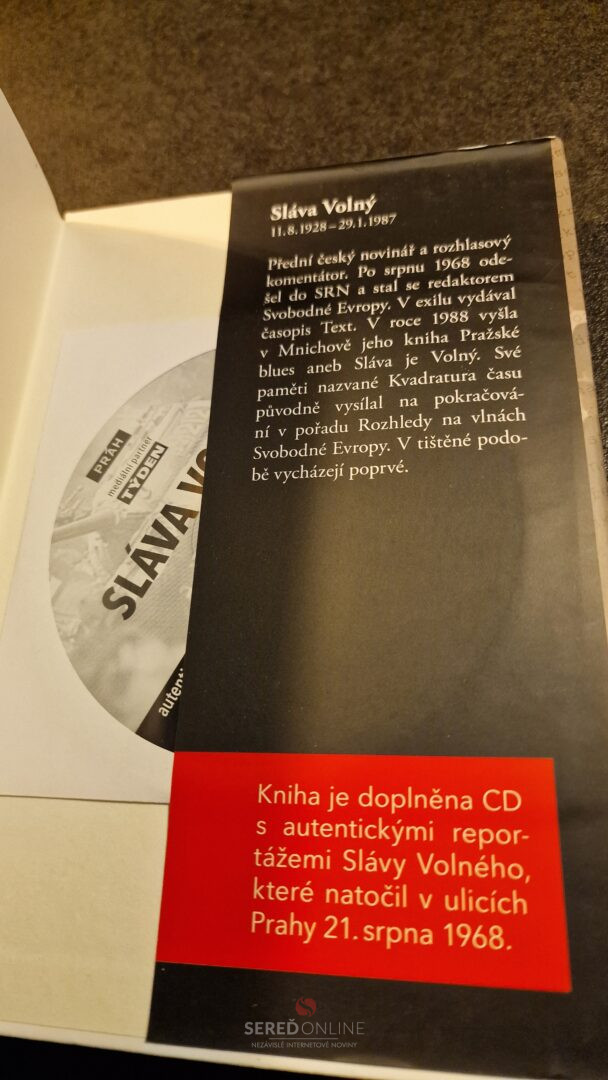 Sláva Volný
11.8.1928 – 29.1.1987
Přední český novinář a rozhlasový
komentátor. Po srpnu 1968 ode-
šel do SRN a stal se redaktorem
Svobodné Evropy. V exilu vydával
časopis Text. V roce 1988 vyšla
v Mnichově jeho kniha Pražské
blues aneb Sláva je Volný. Své
paměti nazvané Kvadratura času
původně vysílal na pokračová-
ní v pořadu Rozhledy na vlnách
Svobodné Evropy. V tištěné podo-
bě vycházejí poprvé.
PRÁH
mediální partner
TÝDEN
SLÁVA VO
autenti
Kniha je doplněna CD
s autentickými repor-
tážemi Slávy Volného,
které natočil v ulicích
Prahy 21. srpna 1968.
SEREĎONLINE
NEZÁVISLÉ INTERNETOVÉ NOVINY